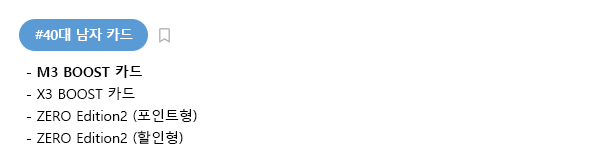 #40대 남자 카드
- M3 BOOST 카드
- X3 BOOST 카드
- ZERO Edition2 (포인트형)
- ZERO Edition2 (할인형)